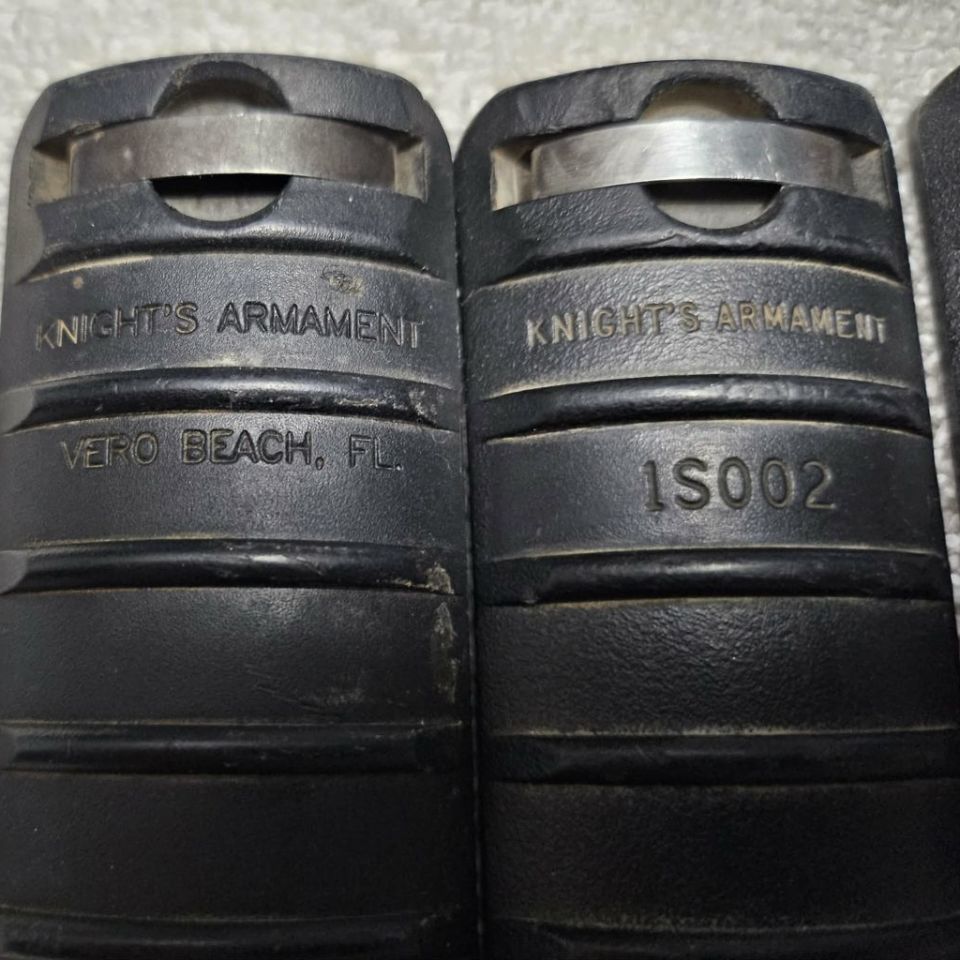 KNIGHT'S ARMAMENT
VERO BEACH, FL.
KNIGHT'S ARMAMENT
1S002